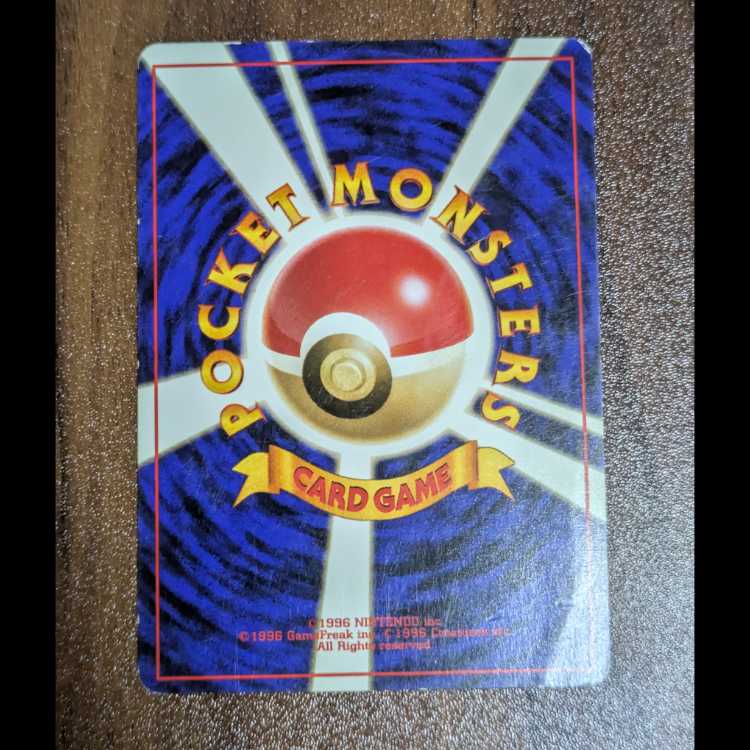 POCKET MONSTERS
CARD GAME
©1996 NINTENDO inc.
©1996 GameFreak inc. ©1996 Creatures inc.
All Rights reserved